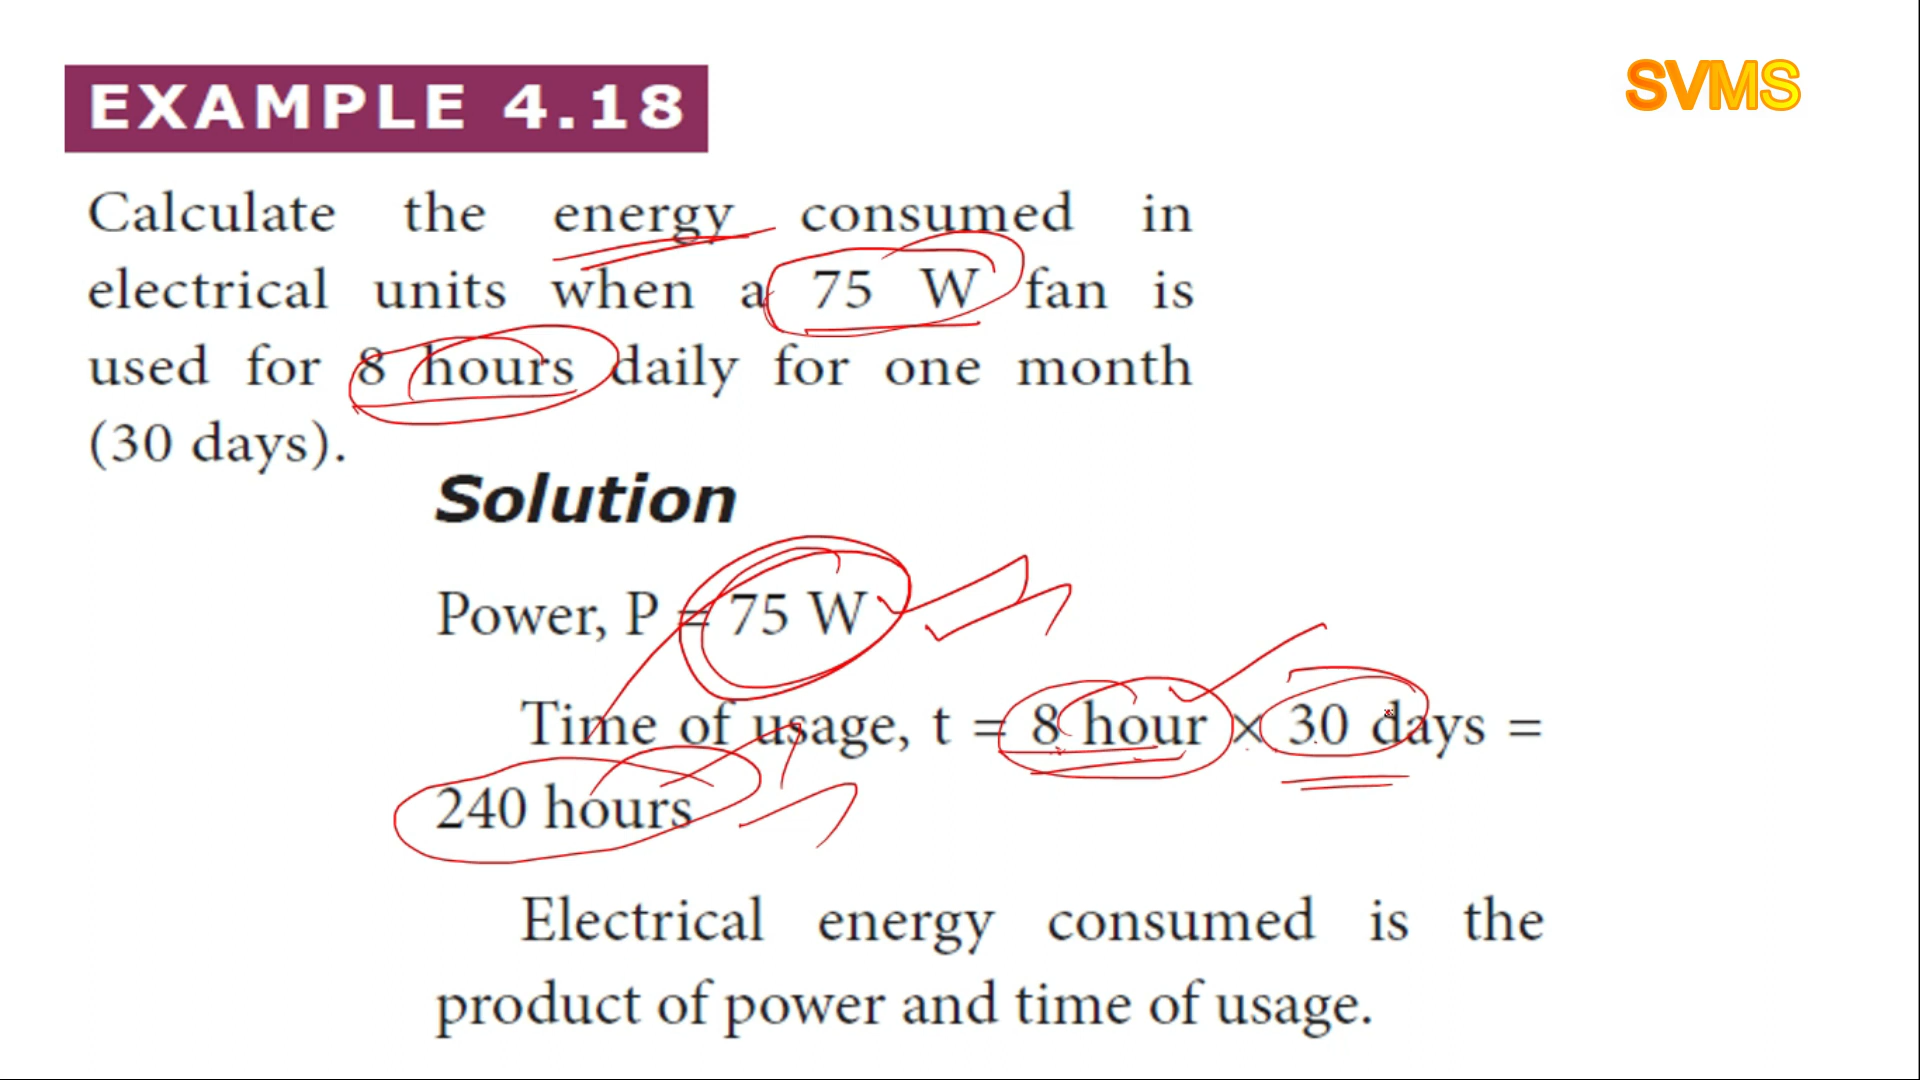 EXAMPLE 4.18
SVMS
Calculate the energy consumed in
electrical units when a 75 W fan is
used for 8 hours daily for one month
(30 days).
Solution
Power, P = 75 W
Time of usage, t = 8 hour × 30 days =
240 hours
Electrical energy consumed is the
product of power and time of usage.